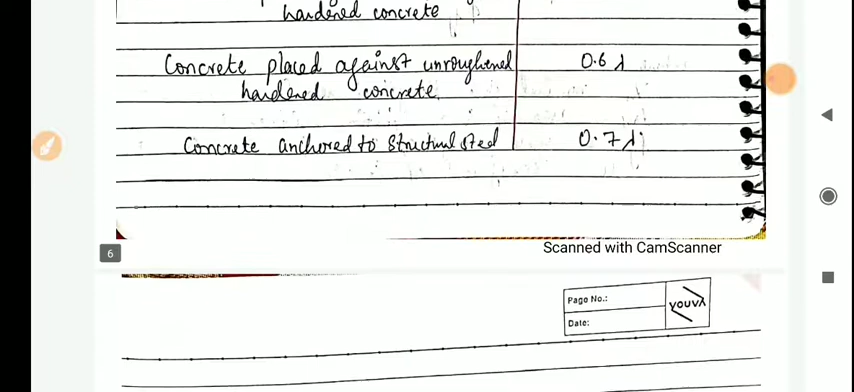 hardened concrete
Concrete placed against unroughened 0.6 λ
hardened concrete
Concrete anchored to structural steel 0.7 λ
6
Scanned with CamScanner
Page No.:
Date:
YOUVA